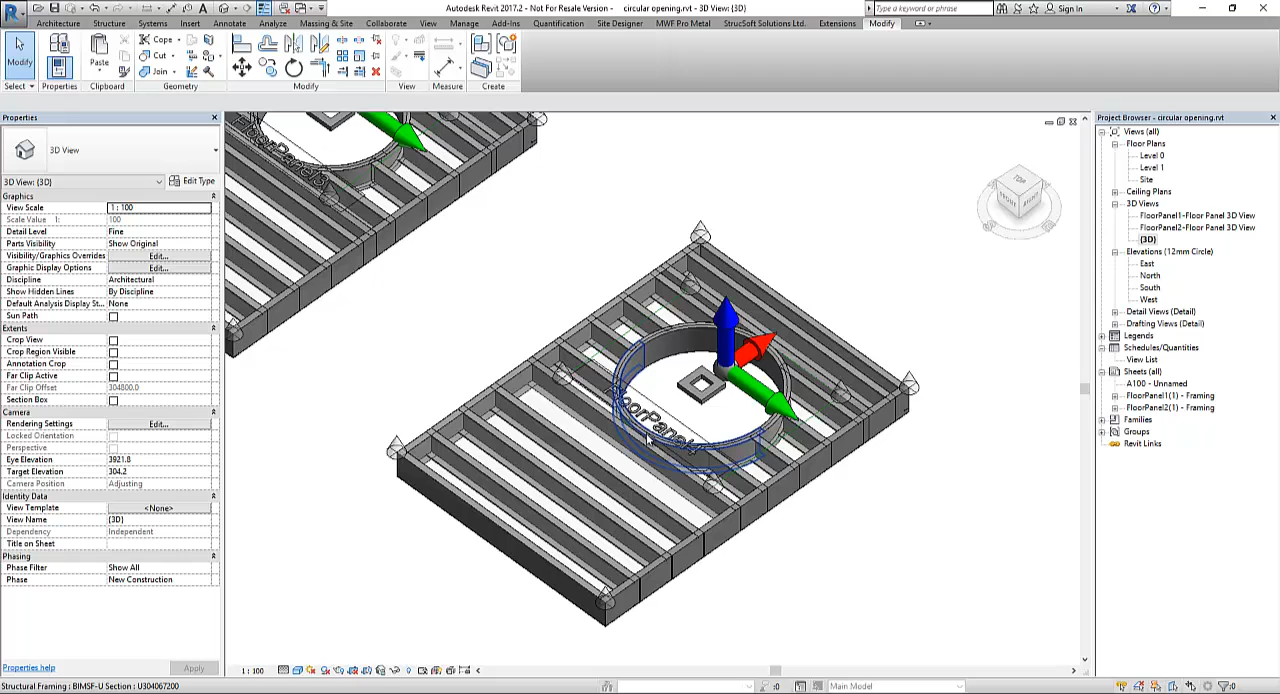 Autodesk Revit 2017.2 - Not For Resale Version - circular opening.rvt - 3D View: {3D}
Type a keyword or phrase
Sign In
Architecture Structure Systems Insert Annotate Analyze Massing & Site Collaborate View Manage Add-Ins Quantification Site Designer MWF Pro Metal StrucSoft Solutions Ltd. Extensions Modify
Modify
Paste
Cope
Cut
Join
Select Properties Clipboard Geometry Modify View Measure Create
Properties
3D View
3D View: {3D}
Edit Type
Graphics
View Scale 1 : 100
Scale Value 1: 100
Detail Level Fine
Parts Visibility Show Original
Visibility/Graphics Overrides Edit...
Graphic Display Options Edit...
Discipline Architectural
Show Hidden Lines By Discipline
Default Analysis Display St... None
Sun Path
Extents
Crop View
Crop Region Visible
Annotation Crop
Far Clip Active
Far Clip Offset 304800.0
Section Box
Camera
Rendering Settings Edit...
Locked Orientation
Perspective
Eye Elevation 3921.8
Target Elevation 304.2
Camera Position Adjusting
Identity Data
View Template <None>
View Name {3D}
Dependency Independent
Title on Sheet
Phasing
Phase Filter Show All
Phase New Construction
Properties help
Apply
TOP
FRONT
RIGHT
Project Browser - circular opening.rvt
Views (all)
Floor Plans
Level 0
Level 1
Site
Ceiling Plans
3D Views
FloorPanel1-Floor Panel 3D View
FloorPanel2-Floor Panel 3D View
{3D}
Elevations (12mm Circle)
East
North
South
West
Detail Views (Detail)
Drafting Views (Detail)
Legends
Schedules/Quantities
View List
Sheets (all)
A100 - Unnamed
FloorPanel1(1) - Framing
FloorPanel2(1) - Framing
Families
Groups
Revit Links
1 : 100
Structural Framing : BIMSF-U Section : U304067200
:0
Main Model
:0